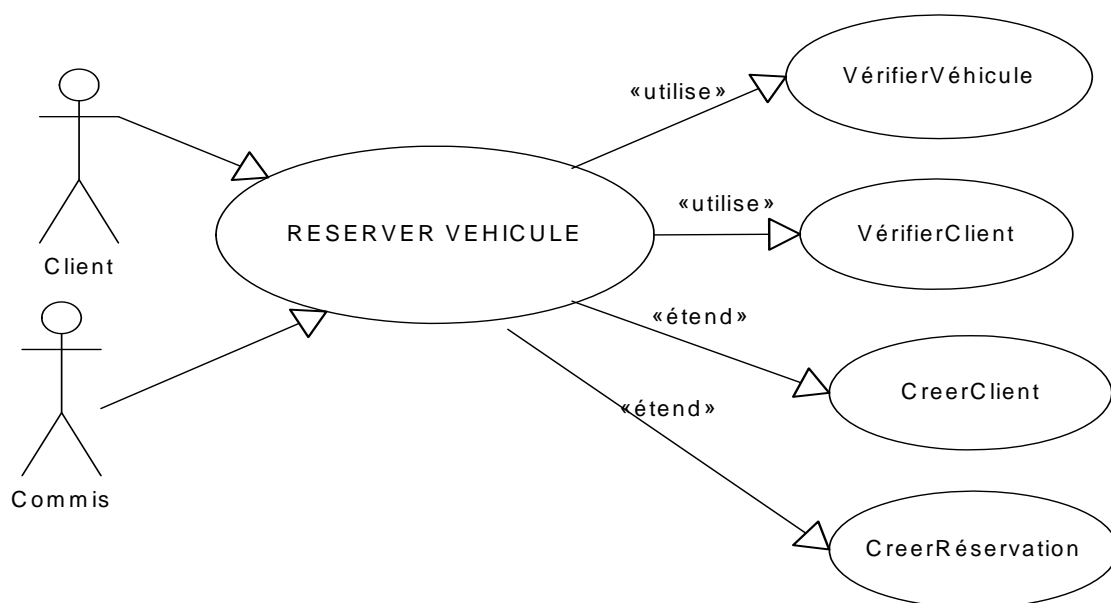 VérifierVéhicule
«utilise»
«utilise»
VérifierClient
RESERVER VEHICULE
Client
«étend»
CreerClient
«étend»
Commis
CreerRéservation